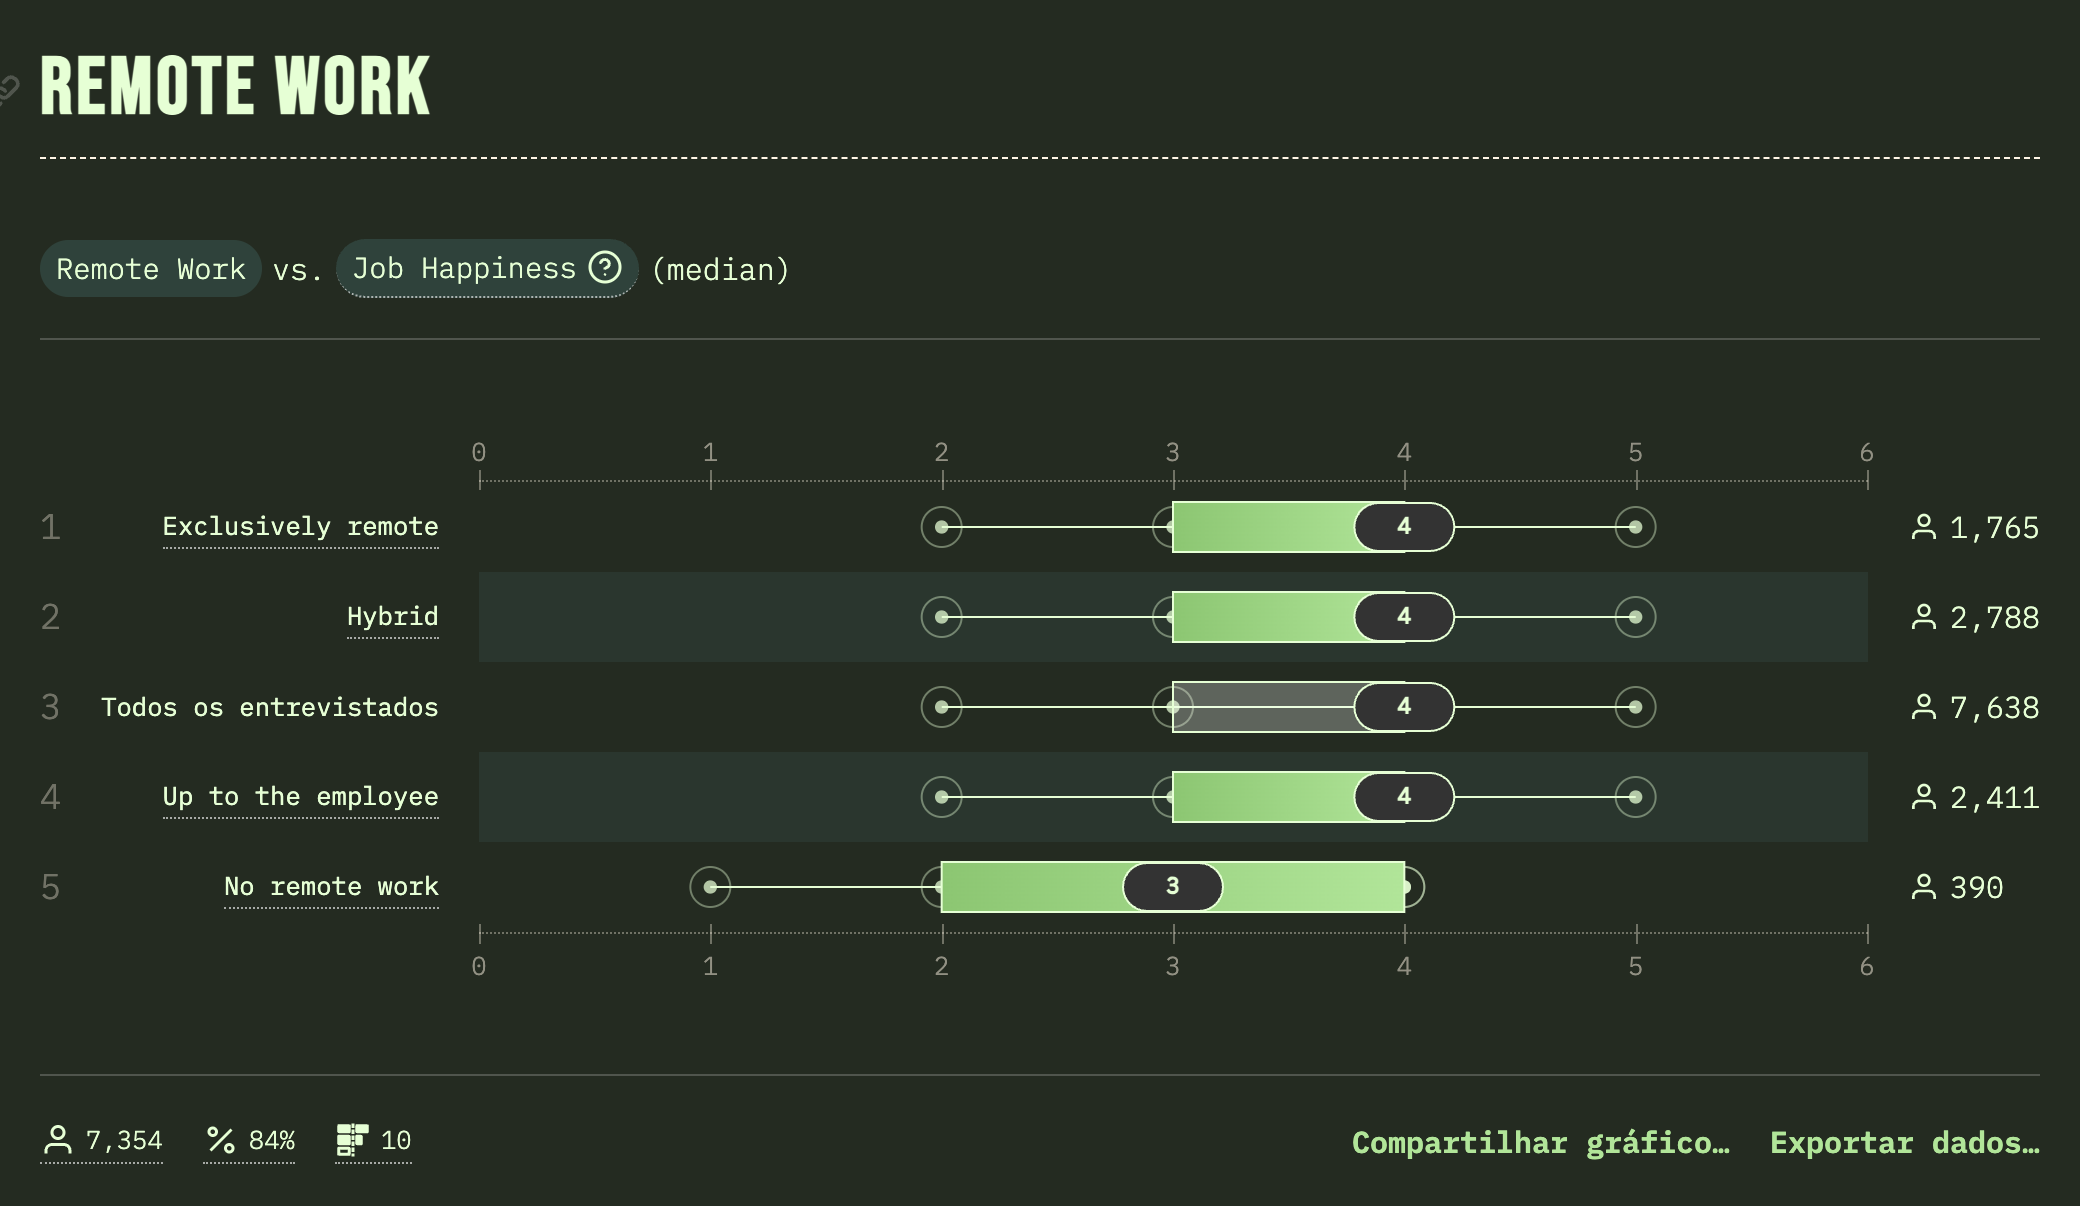 REMOTE WORK
Remote Work vs. Job Happiness ? (median)
0 1 2 3 4 5 6
1 Exclusively remote 4 1,765
2 Hybrid 4 2,788
3 Todos os entrevistados 4 7,638
4 Up to the employee 4 2,411
5 No remote work 3 390
0 1 2 3 4 5 6
7,354 84% 10 Compartilhar gráfico… Exportar dados…